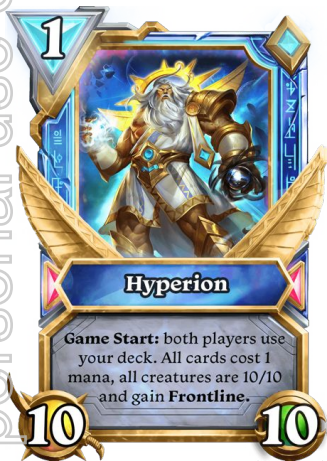 1
Hyperion
Game Start: both players use
your deck. All cards cost 1
mana, all creatures are 10/10
and gain Frontline.
10
10